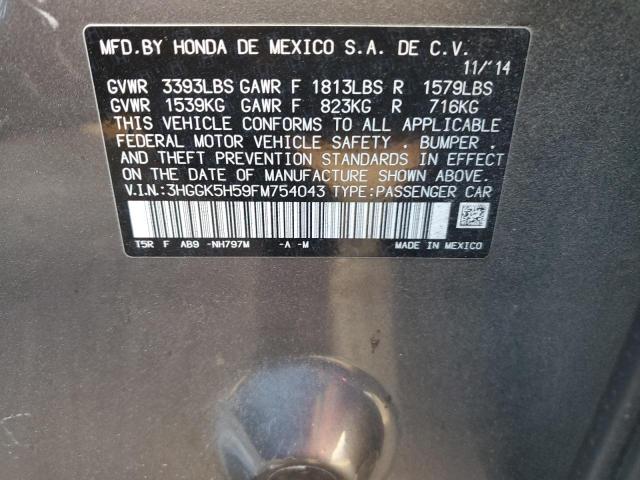 MFD.BY HONDA DE MEXICO S.A. DE C.V.
11/'14
GVWR 3393LBS GAWR F 1813LBS R 1579LBS
GVWR 1539KG GAWR F 823KG R 716KG
THIS VEHICLE CONFORMS TO ALL APPLICABLE
FEDERAL MOTOR VEHICLE SAFETY . BUMPER .
AND THEFT PREVENTION STANDARDS IN EFFECT
ON THE DATE OF MANUFACTURE SHOWN ABOVE.
V.I.N.:3HGGK5H59FM754043 TYPE:PASSENGER CAR
T5R F AB9 -NH797M -A -M MADE IN MEXICO